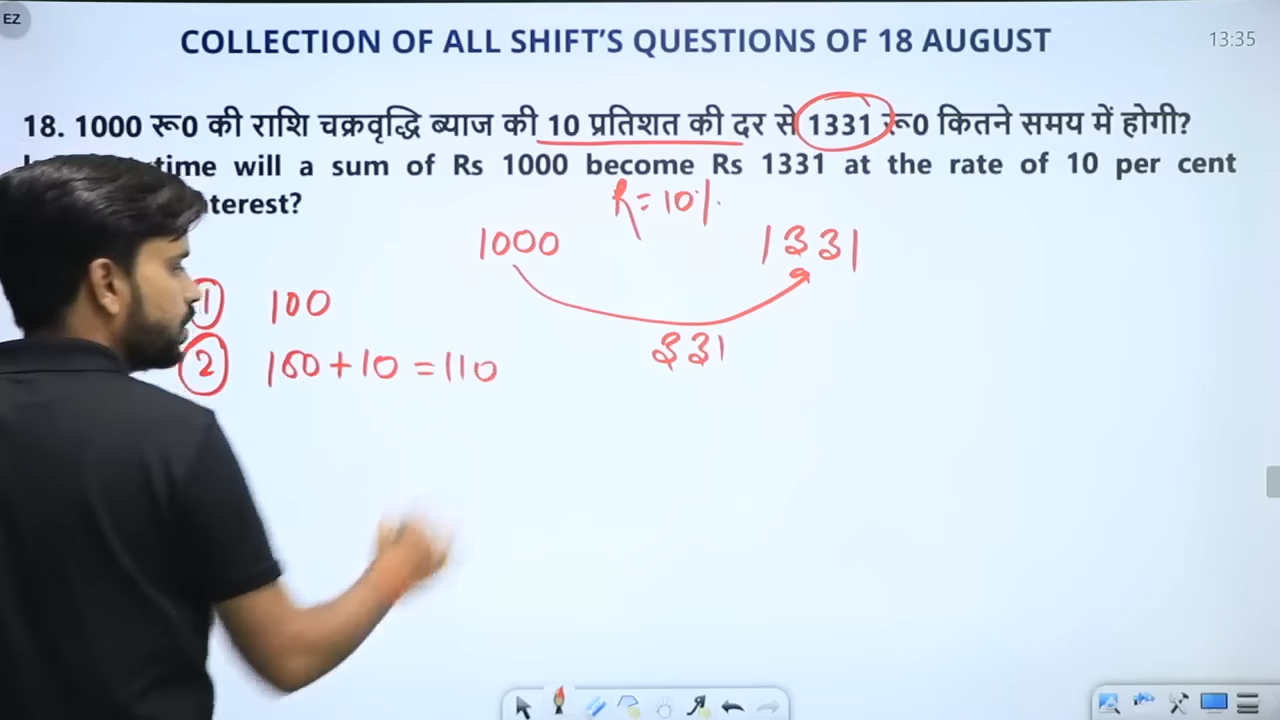 EZ
COLLECTION OF ALL SHIFT'S QUESTIONS OF 18 AUGUST
13:35
18. 1000 रू0 की राशि चक्रवृद्धि ब्याज की 10 प्रतिशत की दर से 1331 रू0 कितने समय में होगी?
time will a sum of Rs 1000 become Rs 1331 at the rate of 10 per cent
terest?
R = 10%
1000
1331
1 100
331
2 100 + 10 = 110